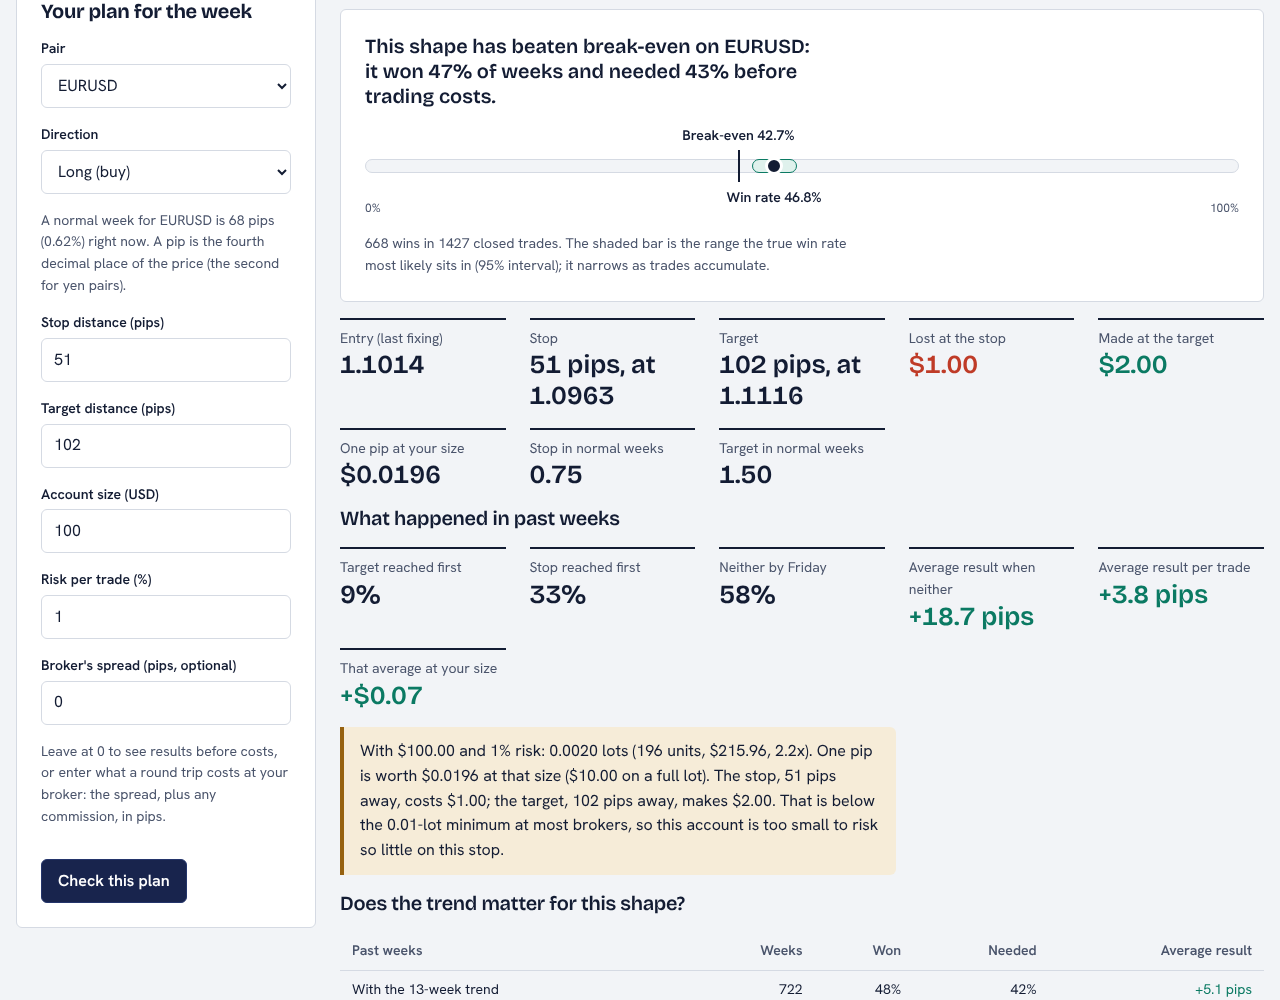 Your plan for the week
Pair
EURUSD
Direction
Long (buy)
A normal week for EURUSD is 68 pips
(0.62%) right now. A pip is the fourth
decimal place of the price (the second
for yen pairs).
Stop distance (pips)
51
Target distance (pips)
102
Account size (USD)
100
Risk per trade (%)
1
Broker's spread (pips, optional)
0
Leave at 0 to see results before costs,
or enter what a round trip costs at your
broker: the spread, plus any
commission, in pips.
Check this plan
This shape has beaten break-even on EURUSD:
it won 47% of weeks and needed 43% before
trading costs.
Break-even 42.7%
Win rate 46.8%
0%
100%
668 wins in 1427 closed trades. The shaded bar is the range the true win rate
most likely sits in (95% interval); it narrows as trades accumulate.
Entry (last fixing)
1.1014
Stop
51 pips, at
1.0963
Target
102 pips, at
1.1116
Lost at the stop
$1.00
Made at the target
$2.00
One pip at your size
$0.0196
Stop in normal weeks
0.75
Target in normal weeks
1.50
What happened in past weeks
Target reached first
9%
Stop reached first
33%
Neither by Friday
58%
Average result when
neither
+18.7 pips
Average result per trade
+3.8 pips
That average at your size
+$0.07
With $100.00 and 1% risk: 0.0020 lots (196 units, $215.96, 2.2x). One pip
is worth $0.0196 at that size ($10.00 on a full lot). The stop, 51 pips
away, costs $1.00; the target, 102 pips away, makes $2.00. That is below
the 0.01-lot minimum at most brokers, so this account is too small to risk
so little on this stop.
Does the trend matter for this shape?
Past weeks Weeks Won Needed Average result
With the 13-week trend 722 48% 42% +5.1 pips